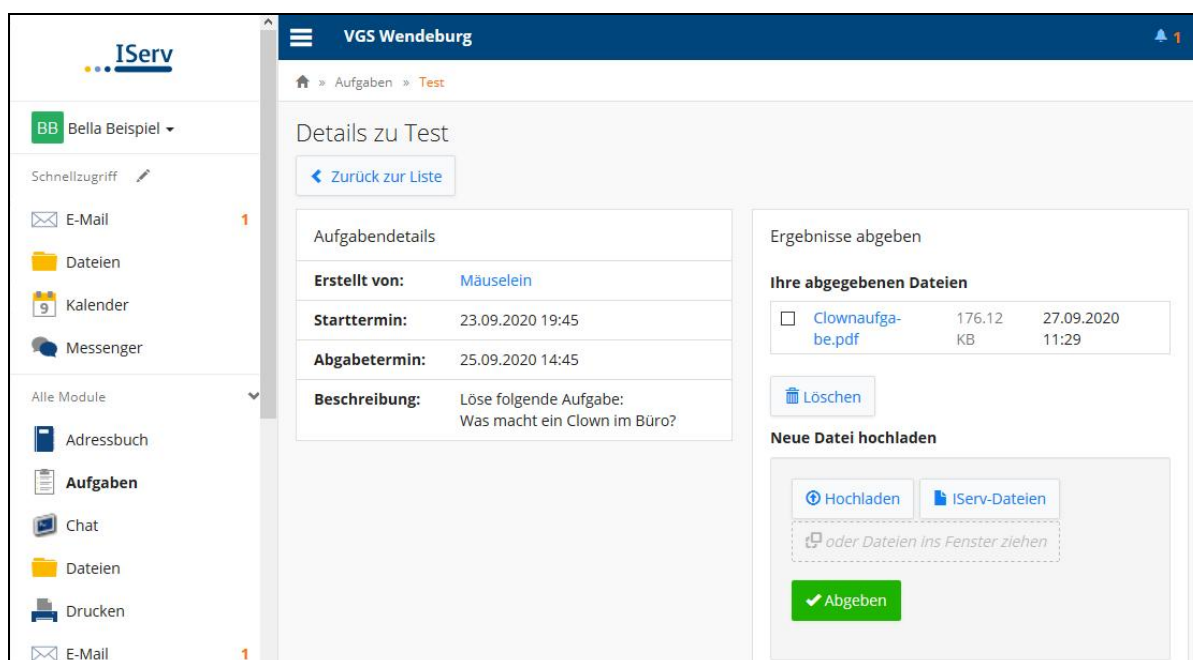 IServ
BB Bella Beispiel
Schnellzugriff
E-Mail 1
Dateien
9 Kalender
Messenger
Alle Module
Adressbuch
Aufgaben
Chat
Dateien
Drucken
E-Mail 1
VGS Wendeburg 1
» Aufgaben » Test
Details zu Test
Zurück zur Liste
Aufgabendetails
Erstellt von: Mäuselein
Starttermin: 23.09.2020 19:45
Abgabetermin: 25.09.2020 14:45
Beschreibung: Löse folgende Aufgabe:
Was macht ein Clown im Büro?
Ergebnisse abgeben
Ihre abgegebenen Dateien
Clownaufga- 176.12 27.09.2020
be.pdf KB 11:29
Löschen
Neue Datei hochladen
Hochladen IServ-Dateien
oder Dateien ins Fenster ziehen
Abgeben